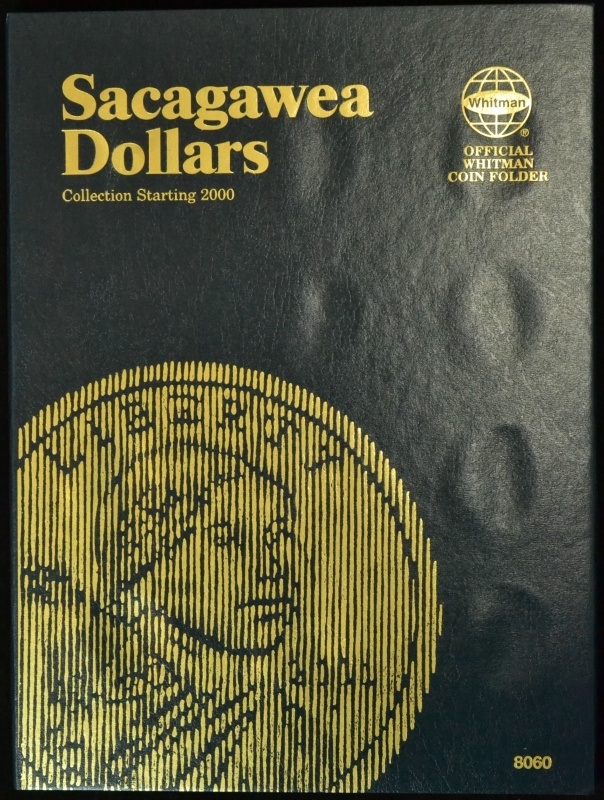 Sacagawea
Dollars
Collection Starting 2000
Whitman
®
OFFICIAL
WHITMAN
COIN FOLDER
LIBERTY
8060